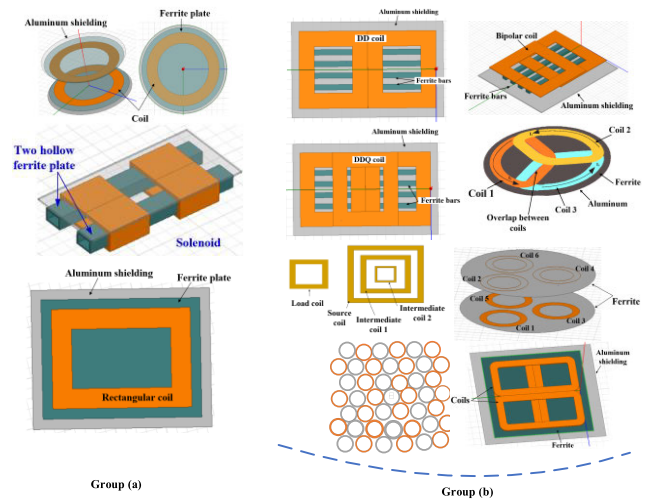 Ferrite plate
Aluminum shielding
Coil
Two hollow
ferrite plate
Solenoid
Aluminum shielding
Ferrite plate
Rectangular coil
Group (a)
Aluminum shielding
DD coil
Ferrite bars
Bipolar coil
Ferrite bars
Aluminum shielding
Aluminum shielding
DDQ coil
Ferrite bars
Coil 2
Coil 1
Ferrite
Coil 3
Aluminum
Overlap between
coils
Load coil
Source
coil
Intermediate
coil 1
Intermediate
coil 2
Coil 6
Coil 4
Coil 2
Coil 5
Coil 3
Coil 1
Ferrite
Aluminum
shielding
Coils
Ferrite
Group (b)